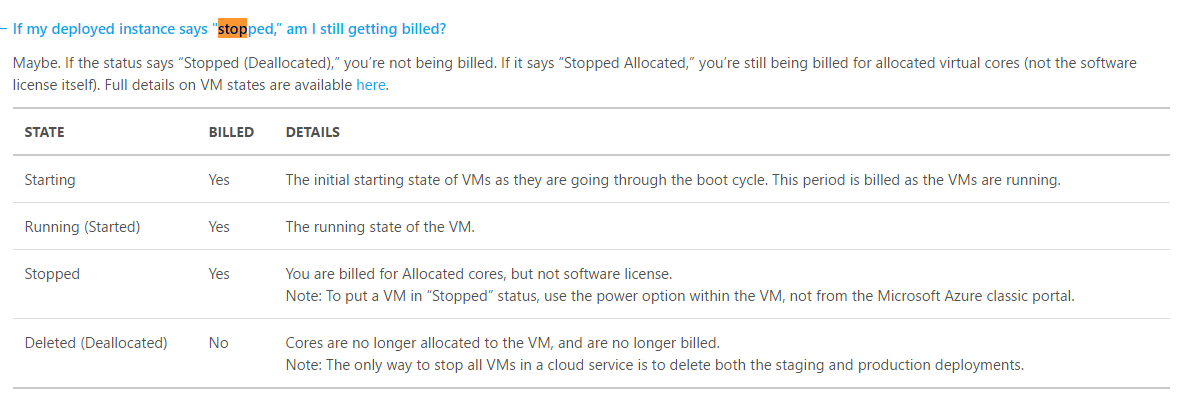 If my deployed instance says "stopped,” am I still getting billed?
Maybe. If the status says “Stopped (Deallocated),” you’re not being billed. If it says “Stopped Allocated,” you’re still being billed for allocated virtual cores (not the software
license itself). Full details on VM states are available here.
STATE BILLED DETAILS
Starting Yes The initial starting state of VMs as they are going through the boot cycle. This period is billed as the VMs are running.
Running (Started) Yes The running state of the VM.
Stopped Yes You are billed for Allocated cores, but not software license.
Note: To put a VM in “Stopped” status, use the power option within the VM, not from the Microsoft Azure classic portal.
Deleted (Deallocated) No Cores are no longer allocated to the VM, and are no longer billed.
Note: The only way to stop all VMs in a cloud service is to delete both the staging and production deployments.